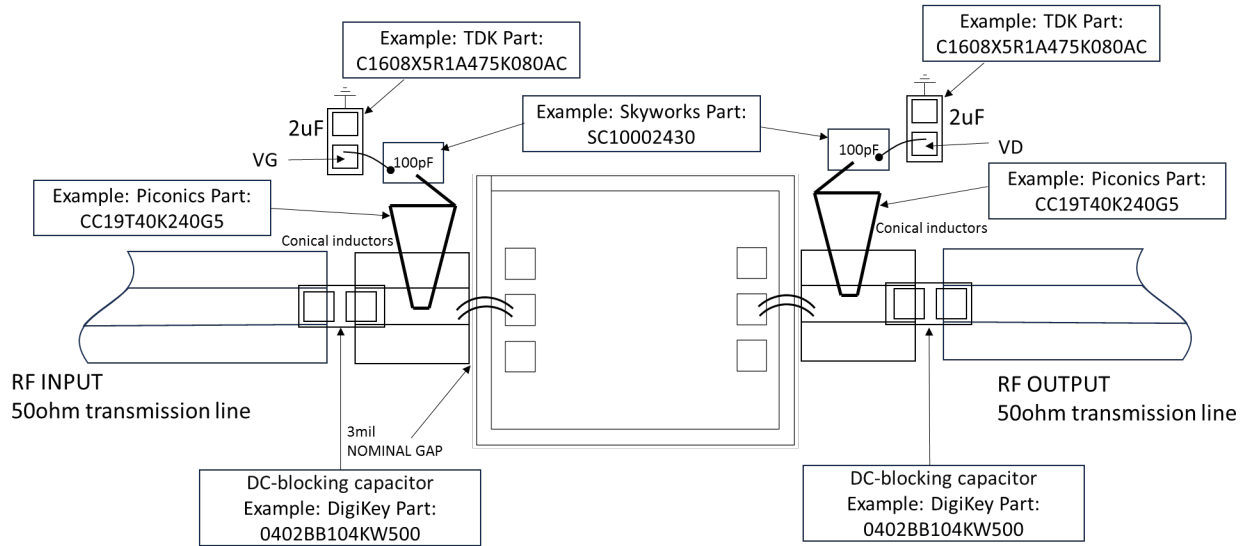 Example: TDK Part:
C1608X5R1A475K080AC
Example: TDK Part:
C1608X5R1A475K080AC
Example: Skyworks Part:
SC10002430
2uF
2uF
VG
100pF
100pF
VD
Example: Piconics Part:
CC19T40K240G5
Example: Piconics Part:
CC19T40K240G5
Conical inductors
Conical inductors
RF INPUT
50ohm transmission line
RF OUTPUT
50ohm transmission line
3mil
NOMINAL GAP
DC-blocking capacitor
Example: DigiKey Part:
0402BB104KW500
DC-blocking capacitor
Example: DigiKey Part:
0402BB104KW500